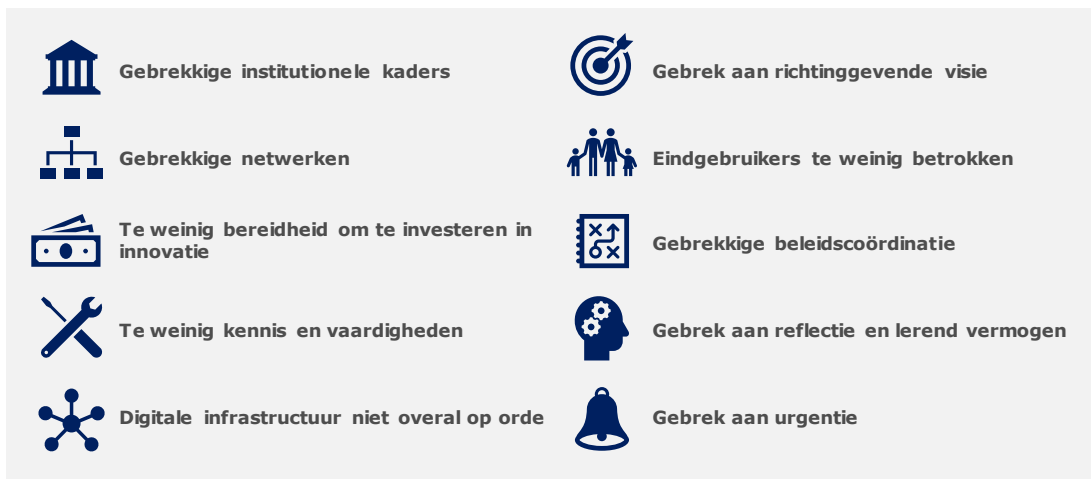 Gebrekkige institutionele kaders
Gebrekkige netwerken
Te weinig bereidheid om te investeren in
innovatie
Te weinig kennis en vaardigheden
Digitale infrastructuur niet overal op orde
Gebrek aan richtinggevende visie
Eindgebruikers te weinig betrokken
Gebrekkige beleidscoördinatie
Gebrek aan reflectie en lerend vermogen
Gebrek aan urgentie